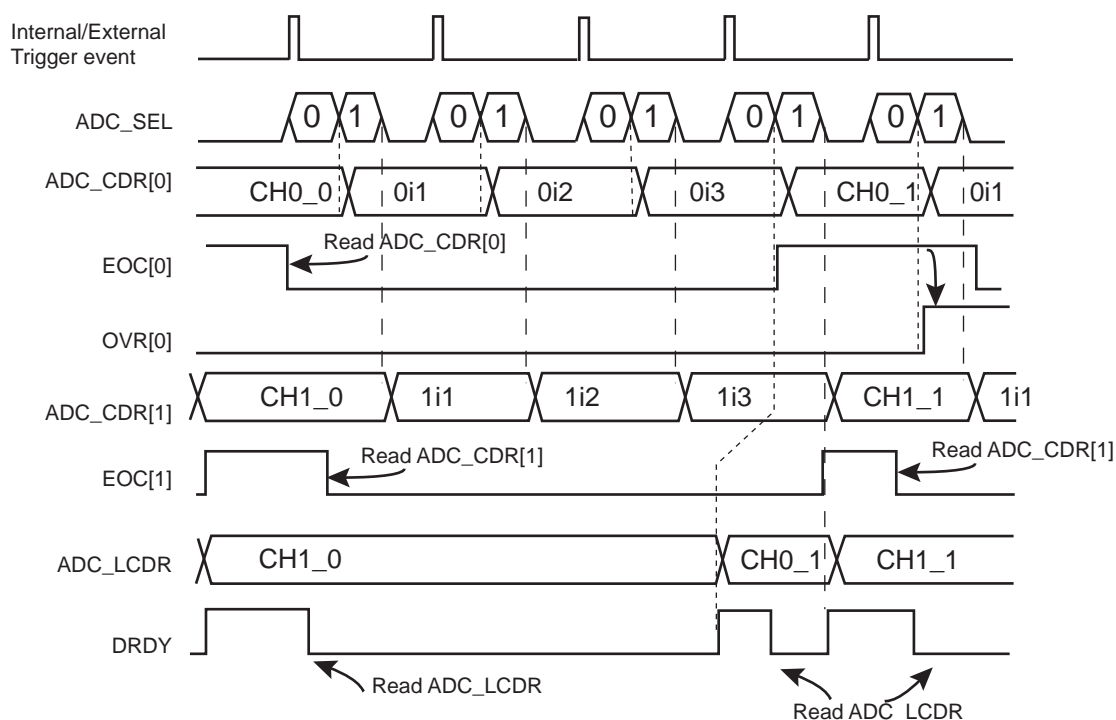 Internal/External
Trigger event
ADC_SEL
0 1 0 1 0 1 0 1 0 1
ADC_CDR[0]
CH0_0 0i1 0i2 0i3 CH0_1 0i1
Read ADC_CDR[0]
EOC[0]
OVR[0]
ADC_CDR[1]
CH1_0 1i1 1i2 1i3 CH1_1 1i1
Read ADC_CDR[1] Read ADC_CDR[1]
EOC[1]
ADC_LCDR
CH1_0 CH0_1 CH1_1
DRDY
Read ADC_LCDR
Read ADC_LCDR